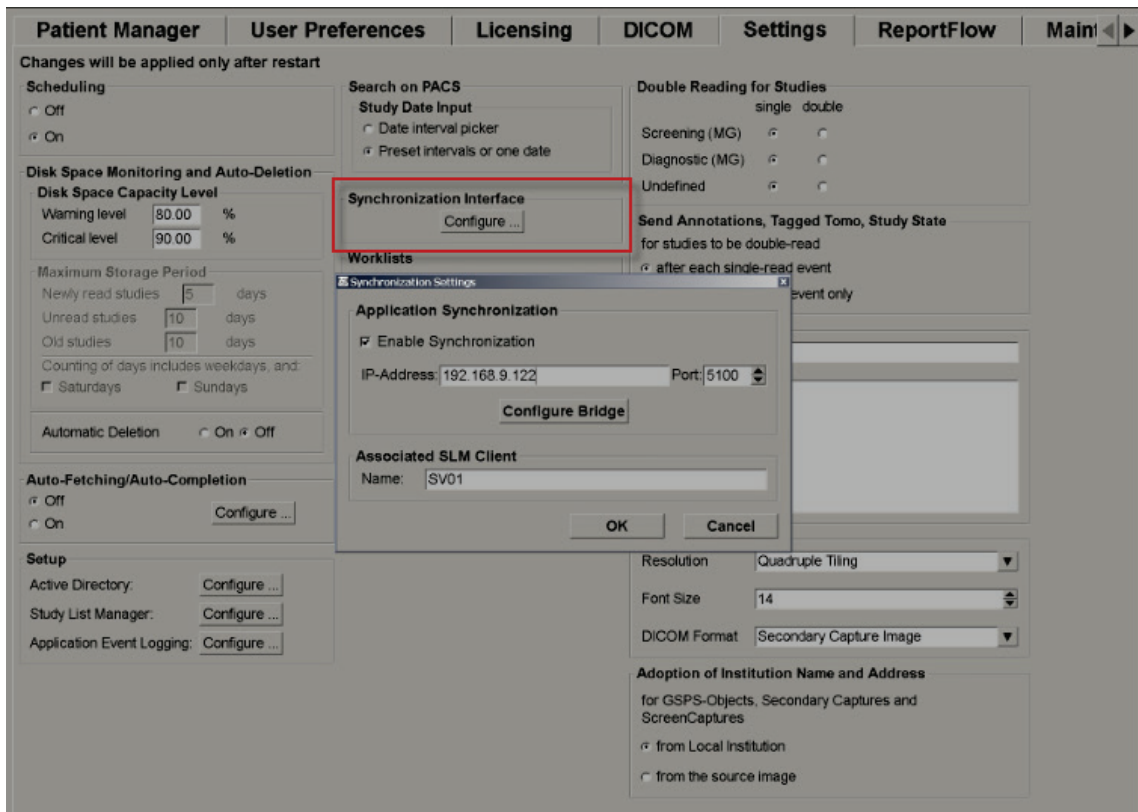 Patient Manager User Preferences Licensing DICOM Settings ReportFlow Maint
Changes will be applied only after restart
Scheduling
Off
On
Disk Space Monitoring and Auto-Deletion
Disk Space Capacity Level
Warning level 80.00 %
Critical level 90.00 %
Maximum Storage Period
Newly read studies 5 days
Unread studies 10 days
Old studies 10 days
Counting of days includes weekdays, and:
Saturdays Sundays
Automatic Deletion On Off
Auto-Fetching/Auto-Completion
Off
On
Configure ...
Setup
Active Directory: Configure ...
Study List Manager: Configure ...
Application Event Logging: Configure ...
Search on PACS
Study Date Input
Date interval picker
Preset intervals or one date
Synchronization Interface
Configure ...
Worklists
Synchronization Settings
Application Synchronization
Enable Synchronization
IP-Address: 192.168.9.122 Port: 5100
Configure Bridge
Associated SLM Client
Name: SV01
OK Cancel
Double Reading for Studies
single double
Screening (MG)
Diagnostic (MG)
Undefined
Send Annotations, Tagged Tomo, Study State
for studies to be double-read
after each single-read event
event only
Resolution Quadruple Tiling
Font Size 14
DICOM Format Secondary Capture Image
Adoption of Institution Name and Address
for GSPS-Objects, Secondary Captures and
ScreenCaptures
from Local Institution
from the source image